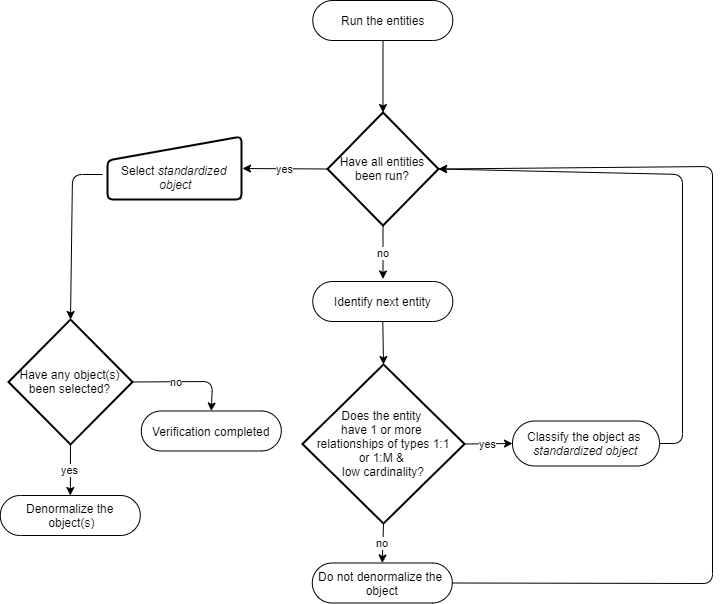 Run the entities
Have all entities
been run?
yes
Select standardized
object
no
Identify next entity
Have any object(s)
been selected?
no
Verification completed
Does the entity
have 1 or more
relationships of types 1:1
or 1:M &
low cardinality?
yes
Classify the object as
standardized object
yes
Denormalize the
object(s)
no
Do not denormalize the
object